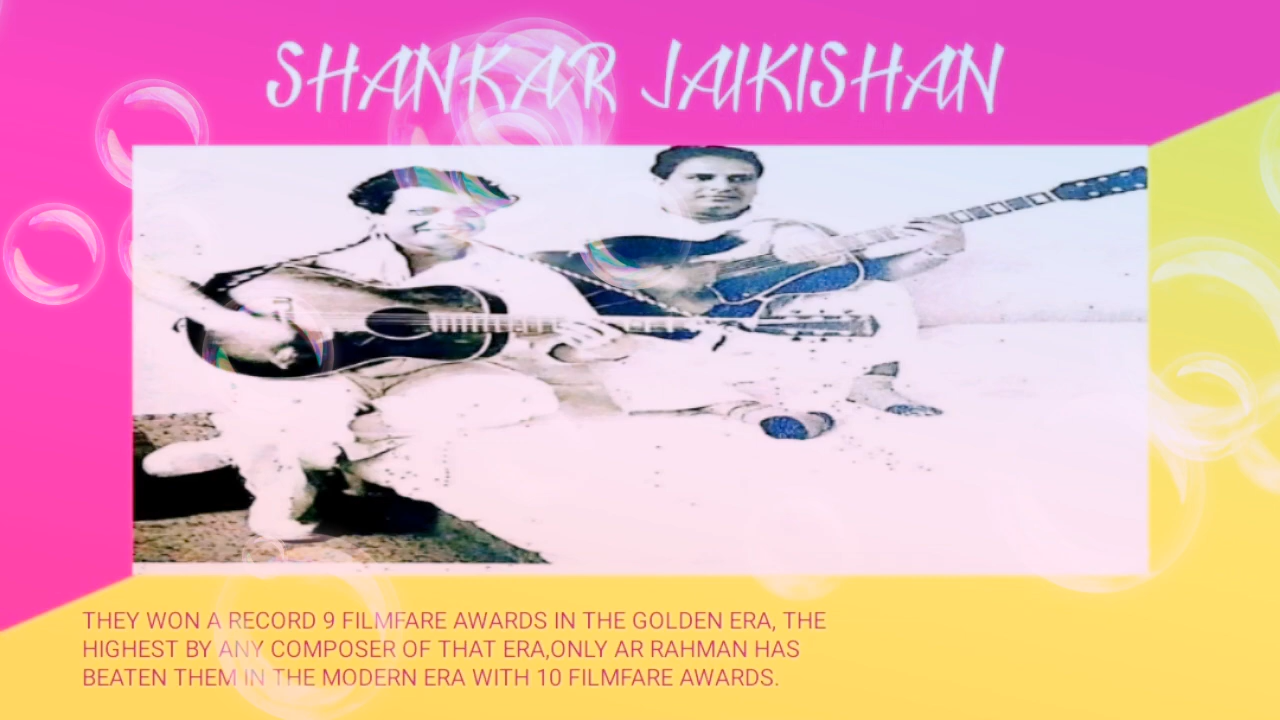 SHANKAR JAIKISHAN
THEY WON A RECORD 9 FILMFARE AWARDS IN THE GOLDEN ERA, THE
HIGHEST BY ANY COMPOSER OF THAT ERA,ONLY AR RAHMAN HAS
BEATEN THEM IN THE MODERN ERA WITH 10 FILMFARE AWARDS.